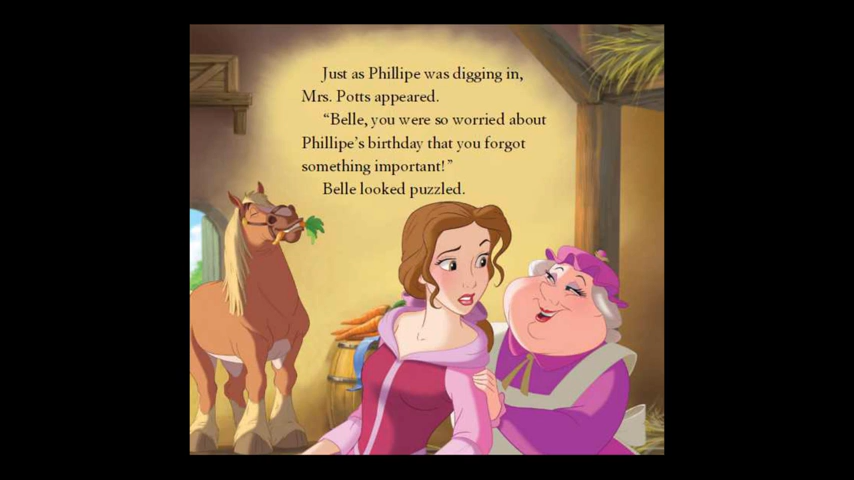 Just as Phillipe was digging in,
Mrs. Potts appeared.
“Belle, you were so worried about
Phillipe’s birthday that you forgot
something important!”
Belle looked puzzled.